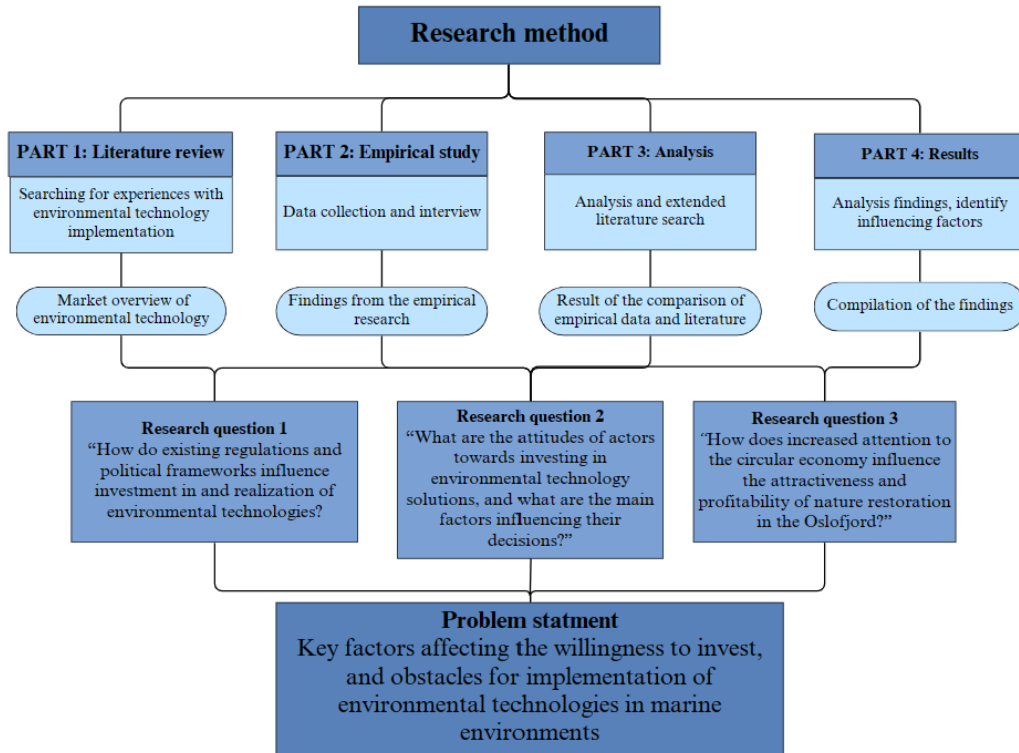 Research method
PART 1: Literature review
Searching for experiences with
environmental technology
implementation
Market overview of
environmental technology
PART 2: Empirical study
Data collection and interview
Findings from the empirical
research
PART 3: Analysis
Analysis and extended
literature search
Result of the comparison of
empirical data and literature
PART 4: Results
Analysis findings, identify
influencing factors
Compilation of the findings
Research question 1
“How do existing regulations and
political frameworks influence
investment in and realization of
environmental technologies?
Research question 2
“What are the attitudes of actors
towards investing in
environmental technology
solutions, and what are the main
factors influencing their
decisions?”
Research question 3
“How does increased attention to
the circular economy influence
the attractiveness and
profitability of nature restoration
in the Oslofjord?”
Problem statment
Key factors affecting the willingness to invest,
and obstacles for implementation of
environmental technologies in marine
environments